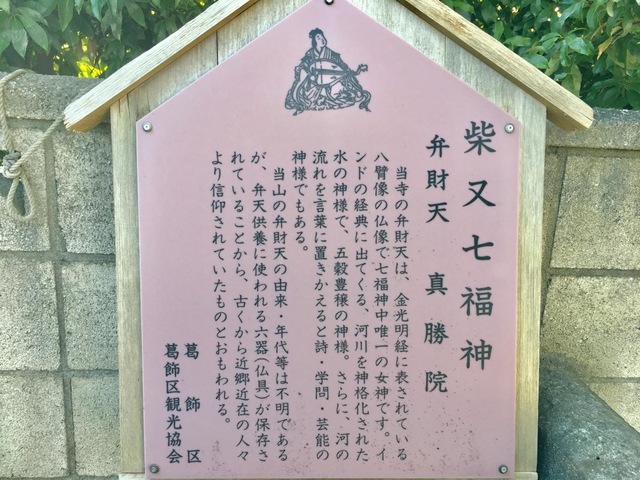 柴又七福神
弁財天　真勝院
当寺の弁財天は、金光明経に表されている
八臂像の仏像で七福神中唯一の女神です。イ
ンドの経典に出てくる、河川を神格化された
水の神様で、五穀豊穣の神様。さらに、河の
流れを言葉に置きかえると詩・学問・芸能の
神様でもある。
当山の弁財天の由来・年代等は不明である
が、弁天供養に使われる六器（仏具）が保存さ
れていることから、古くから近郷近在の人々
より信仰されていたものとおもわれる。
葛飾区
葛飾区観光協会